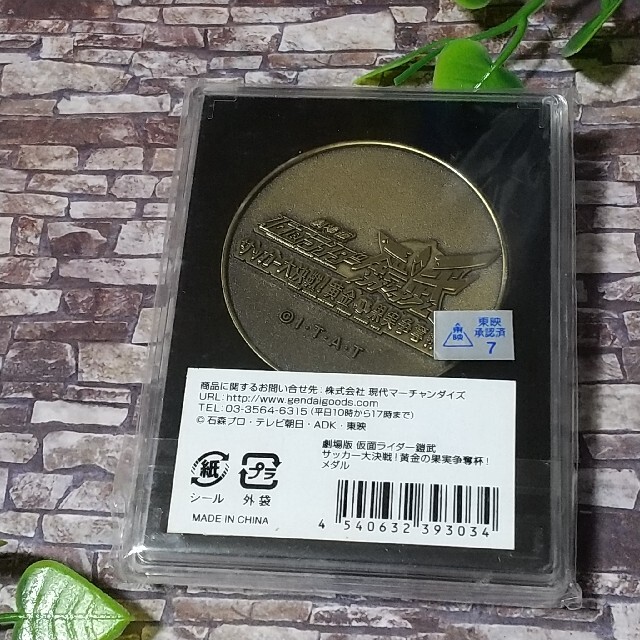 劇場版
仮面ライダー鎧武
サッカー大決戦!黄金の果実争奪杯!
©I・T・A・T
東映
東映
承認済
7
商品に関するお問い合せ先：株式会社 現代マーチャンダイズ
URL:http://www.gendaigoods.com
TEL:03-3564-6315(平日10時から17時まで)
©石森プロ・テレビ朝日・ADK・東映
劇場版 仮面ライダー鎧武
サッカー大決戦!黄金の果実争奪杯!
メダル
紙 プラ
シール 外袋
MADE IN CHINA
4 540632 393034